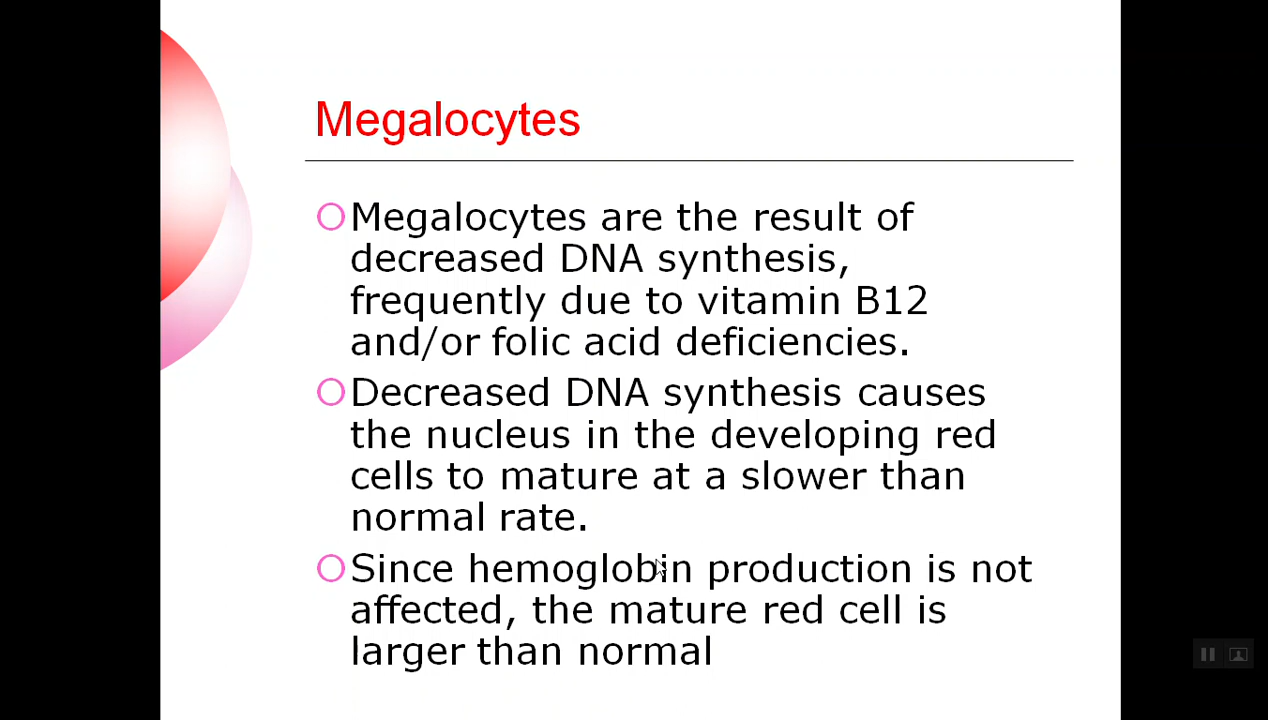 Megalocytes
Megalocytes are the result of
decreased DNA synthesis,
frequently due to vitamin B12
and/or folic acid deficiencies.
Decreased DNA synthesis causes
the nucleus in the developing red
cells to mature at a slower than
normal rate.
Since hemoglobin production is not
affected, the mature red cell is
larger than normal